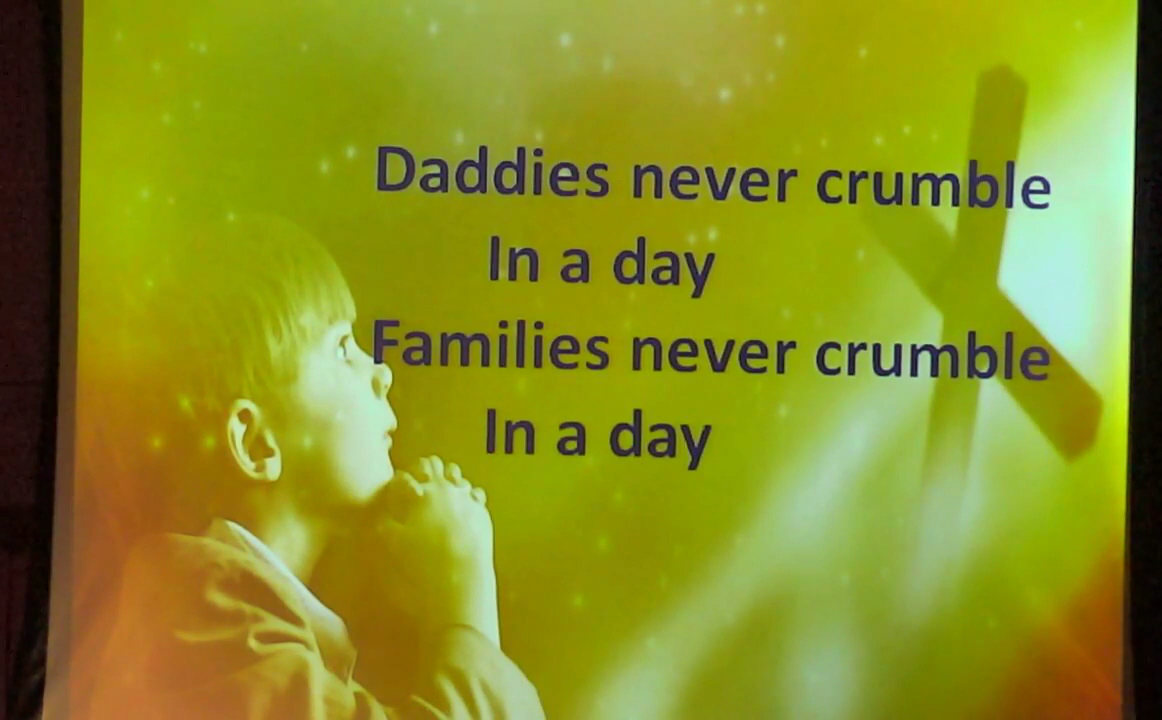 Daddies never crumble
In a day
Families never crumble
In a day